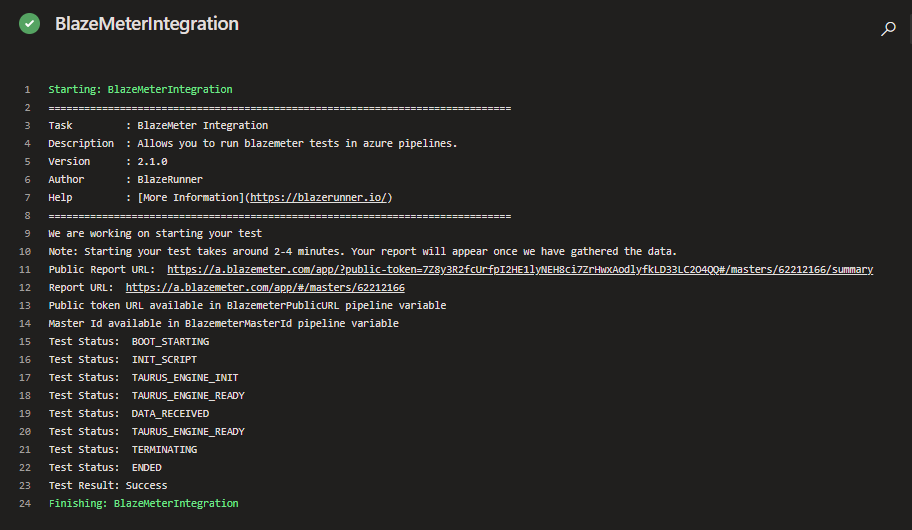 BlazeMeterIntegration
1 Starting: BlazeMeterIntegration
2 ==============================================================================
3 Task         : BlazeMeter Integration
4 Description  : Allows you to run blazemeter tests in azure pipelines.
5 Version      : 2.1.0
6 Author       : BlazeRunner
7 Help         : [More Information](https://blazerunner.io/)
8 ==============================================================================
9 We are working on starting your test
10 Note: Starting your test takes around 2-4 minutes. Your report will appear once we have gathered the data.
11 Public Report URL:  https://a.blazemeter.com/app/?public-token=7Z8y3R2fcUrfpI2HE1lyNEH8ci7ZrHwxAodlyfkLD33LC2O4QQ#/masters/62212166/summary
12 Report URL:  https://a.blazemeter.com/app/#/masters/62212166
13 Public token URL available in BlazemeterPublicURL pipeline variable
14 Master Id available in BlazemeterMasterId pipeline variable
15 Test Status:  BOOT_STARTING
16 Test Status:  INIT_SCRIPT
17 Test Status:  TAURUS_ENGINE_INIT
18 Test Status:  TAURUS_ENGINE_READY
19 Test Status:  DATA_RECEIVED
20 Test Status:  TAURUS_ENGINE_READY
21 Test Status:  TERMINATING
22 Test Status:  ENDED
23 Test Result: Success
24 Finishing: BlazeMeterIntegration